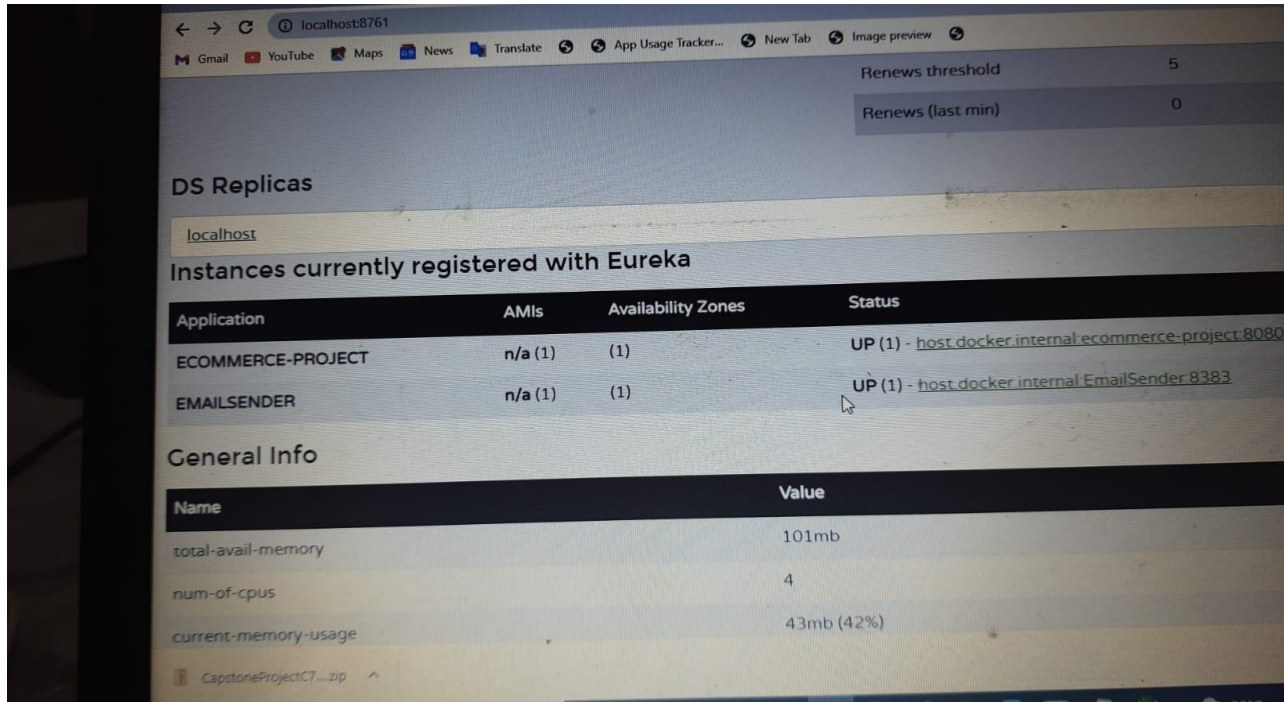 localhost:8761
Gmail YouTube Maps News Translate App Usage Tracker... New Tab Image preview
Renews threshold 5
Renews (last min) 0
DS Replicas
localhost
Instances currently registered with Eureka
Application AMIs Availability Zones Status
ECOMMERCE-PROJECT n/a (1) (1) UP (1) - host.docker.internal:ecommerce-project:8080
EMAILSENDER n/a (1) (1) UP (1) - host.docker.internal:EmailSender:8383
General Info
Name Value
total-avail-memory 101mb
num-of-cpus 4
current-memory-usage 43mb (42%)
CapstoneProjectC7....zip